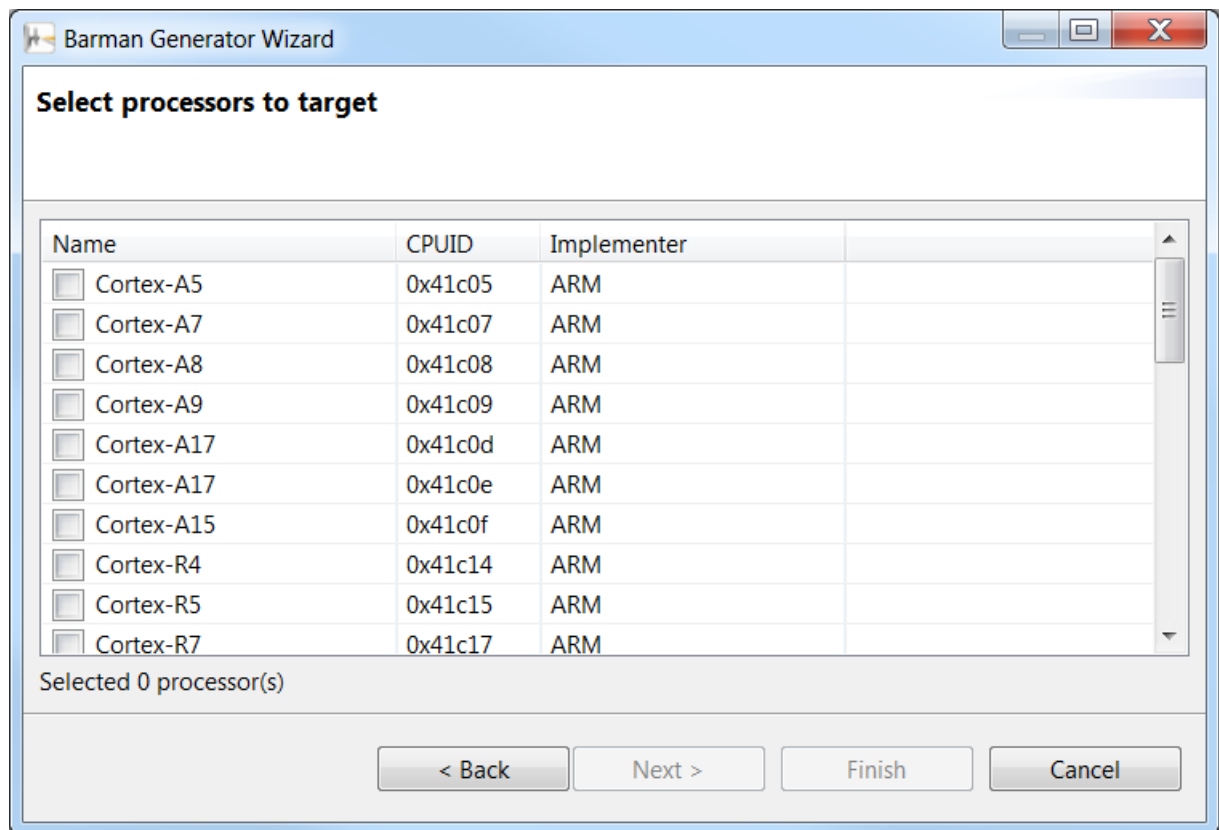 Barman Generator Wizard
Select processors to target
Name CPUID Implementer
Cortex-A5 0x41c05 ARM
Cortex-A7 0x41c07 ARM
Cortex-A8 0x41c08 ARM
Cortex-A9 0x41c09 ARM
Cortex-A17 0x41c0d ARM
Cortex-A17 0x41c0e ARM
Cortex-A15 0x41c0f ARM
Cortex-R4 0x41c14 ARM
Cortex-R5 0x41c15 ARM
Cortex-R7 0x41c17 ARM
Selected 0 processor(s)
< Back Next > Finish Cancel